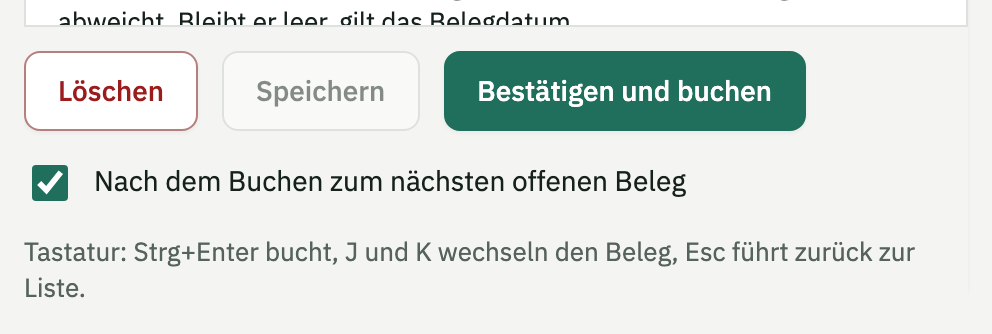 abweicht. Bleibt er leer, gilt das Belegdatum.
Löschen
Speichern
Bestätigen und buchen
Nach dem Buchen zum nächsten offenen Beleg
Tastatur: Strg+Enter bucht, J und K wechseln den Beleg, Esc führt zurück zur
Liste.